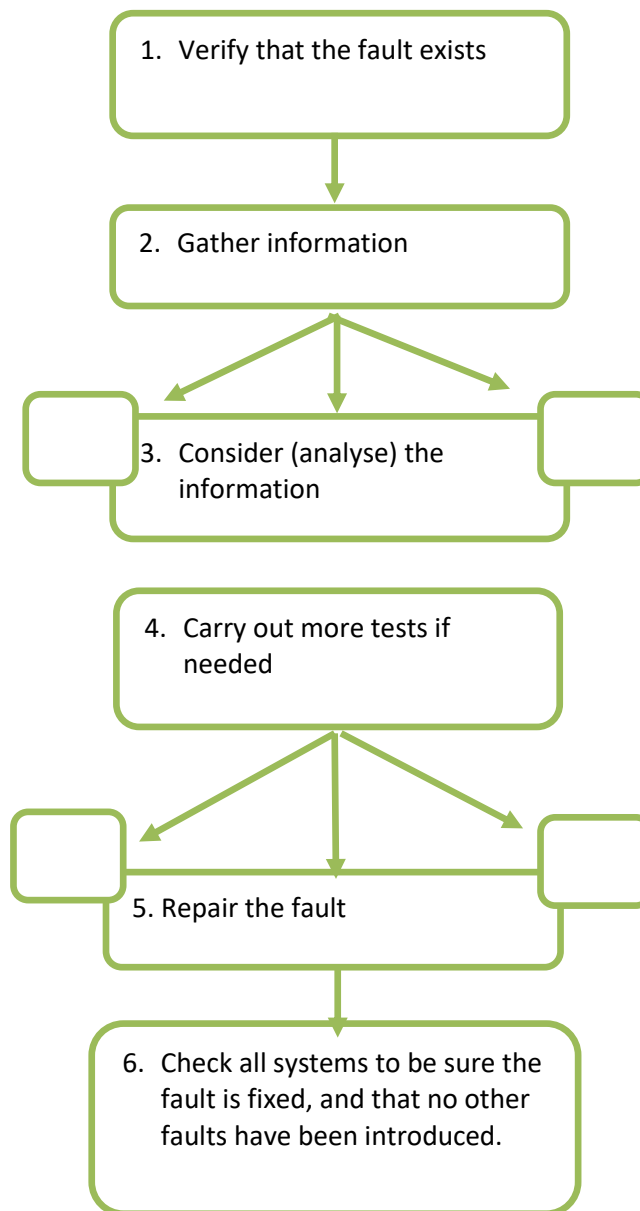 1. Verify that the fault exists
2. Gather information
3. Consider (analyse) the
information
4. Carry out more tests if
needed
5. Repair the fault
6. Check all systems to be sure the
fault is fixed, and that no other
faults have been introduced.